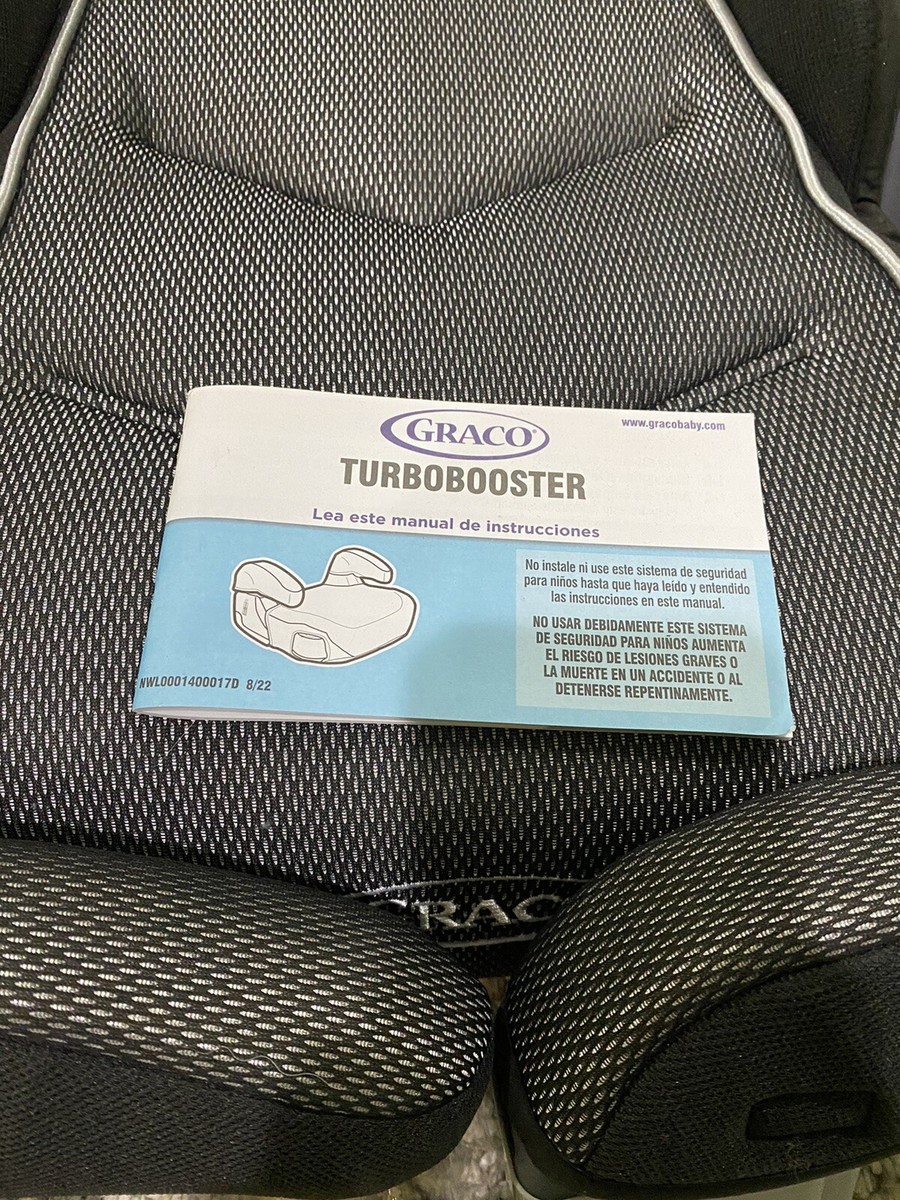 GRACO®
www.gracobaby.com
TURBOBOOSTER
Lea este manual de instrucciones
No instale ni use este sistema de seguridad
para niños hasta que haya leído y entendido
las instrucciones en este manual.
NO USAR DEBIDAMENTE ESTE SISTEMA
DE SEGURIDAD PARA NIÑOS AUMENTA
EL RIESGO DE LESIONES GRAVES O
LA MUERTE EN UN ACCIDENTE O AL
DETENERSE REPENTINAMENTE.
NWL0001400017D 8/22
GRAC